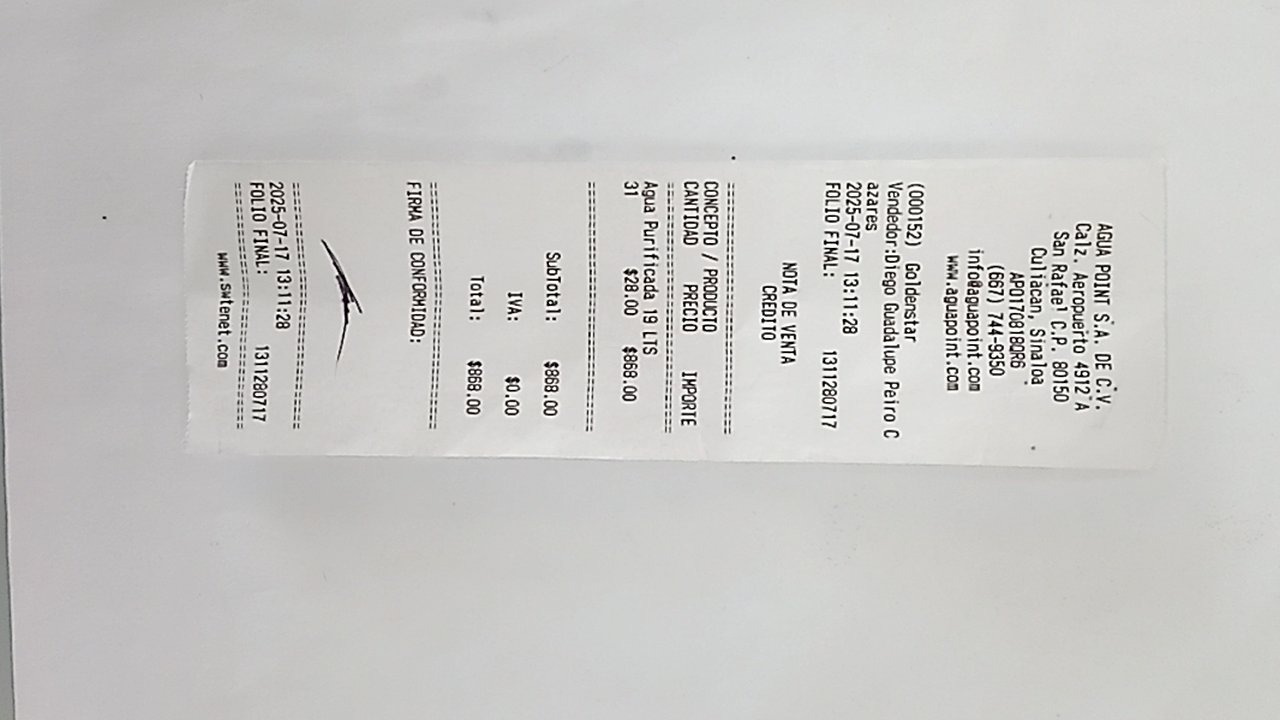 AGUA POINT S.A. DE C.V.
Calz. Aeropuerto 4912 A
San Rafael C.P. 80150
Culiacan, Sinaloa
APO170818QR6
(667) 744-9350
info@aguapoint.com
www.aguapoint.com
(000152) Goldenstar
Vendedor:Diego Guadalupe Peiro C
azares
2025-07-17 13:11:28
FOLIO FINAL: 1311280717
NOTA DE VENTA
CREDITO
================================
CONCEPTO / PRODUCTO
CANTIDAD PRECIO IMPORTE
================================
Agua Purificada 19 LTS
31 $28.00 $868.00
================================
SubTotal: $868.00
IVA: $0.00
Total: $868.00
================================
FIRMA DE CONFORMIDAD:
================================
2025-07-17 13:11:28
FOLIO FINAL: 1311280717
================================
www.swtenet.com